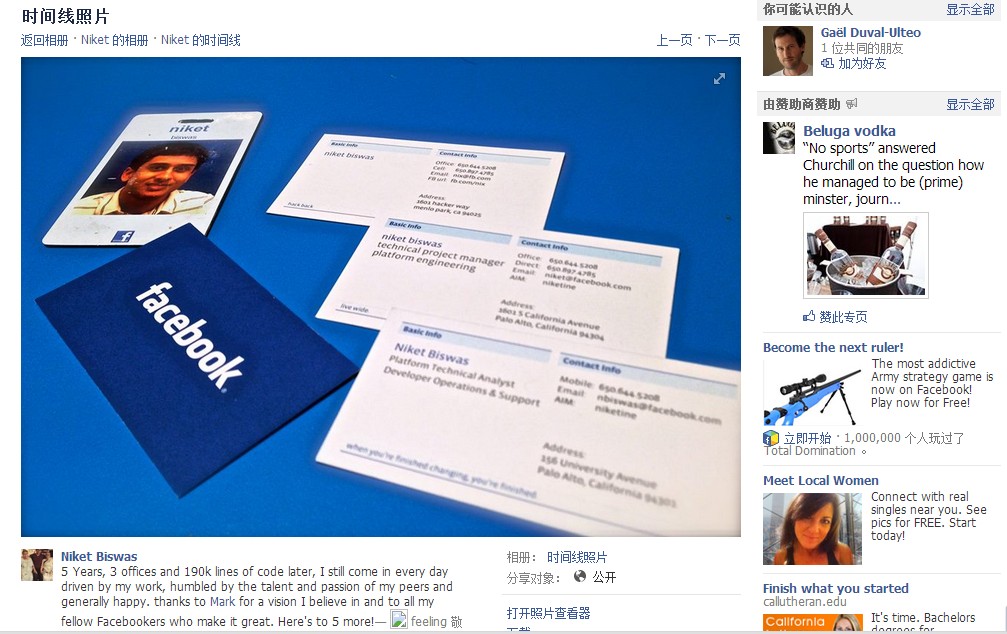 时间线照片
返回相册 · Niket 的相册 · Niket 的时间线
上一页 · 下一页
niket
biswas
facebook.
Basic Info
niket biswas
hack back
Contact Info
Office: 650.644.5208
Cell: 650.897.4785
Email: nix@fb.com
FB url: fb.com/nix
Address:
1601 hacker way
menlo park, ca 94025
Basic Info
niket biswas
technical project manager
platform engineering
live wide.
Contact Info
Office: 650.644.5208
Direct: 650.897.4785
Email: niket@facebook.com
AIM: niketine
Address:
1601 S California Avenue
Palo Alto, California 94304
Basic Info
Niket Biswas
Platform Technical Analyst
Developer Operations & Support
when you're finished changing, you're finished.
Contact Info
Mobile: 650.644.5208
Email: nbiswas@facebook.com
AIM: niketine
Address:
156 University Avenue
Palo Alto, California 94301
Niket Biswas
5 Years, 3 offices and 190k lines of code later, I still come in every day
driven by my work, humbled by the talent and passion of my peers and
generally happy. thanks to Mark for a vision I believe in and to all my
fellow Facebookers who make it great. Here's to 5 more!— feeling 敬
相册: 时间线照片
分享对象: 公开
打开照片查看器
下载
你可能认识的人
显示全部
Gaël Duval-Ulteo
1 位共同的朋友
加为好友
由赞助商赞助
显示全部
Beluga vodka
“No sports” answered
Churchill on the question how
he managed to be (prime)
minster, journ...
赞此专页
Become the next ruler!
The most addictive
Army strategy game is
now on Facebook!
Play now for Free!
立即开始 · 1,000,000 个人玩过了
Total Domination 。
Meet Local Women
Connect with real
singles near you. See
pics for FREE. Start
today!
Finish what you started
callutheran.edu
California
It's time. Bachelors
degrees for